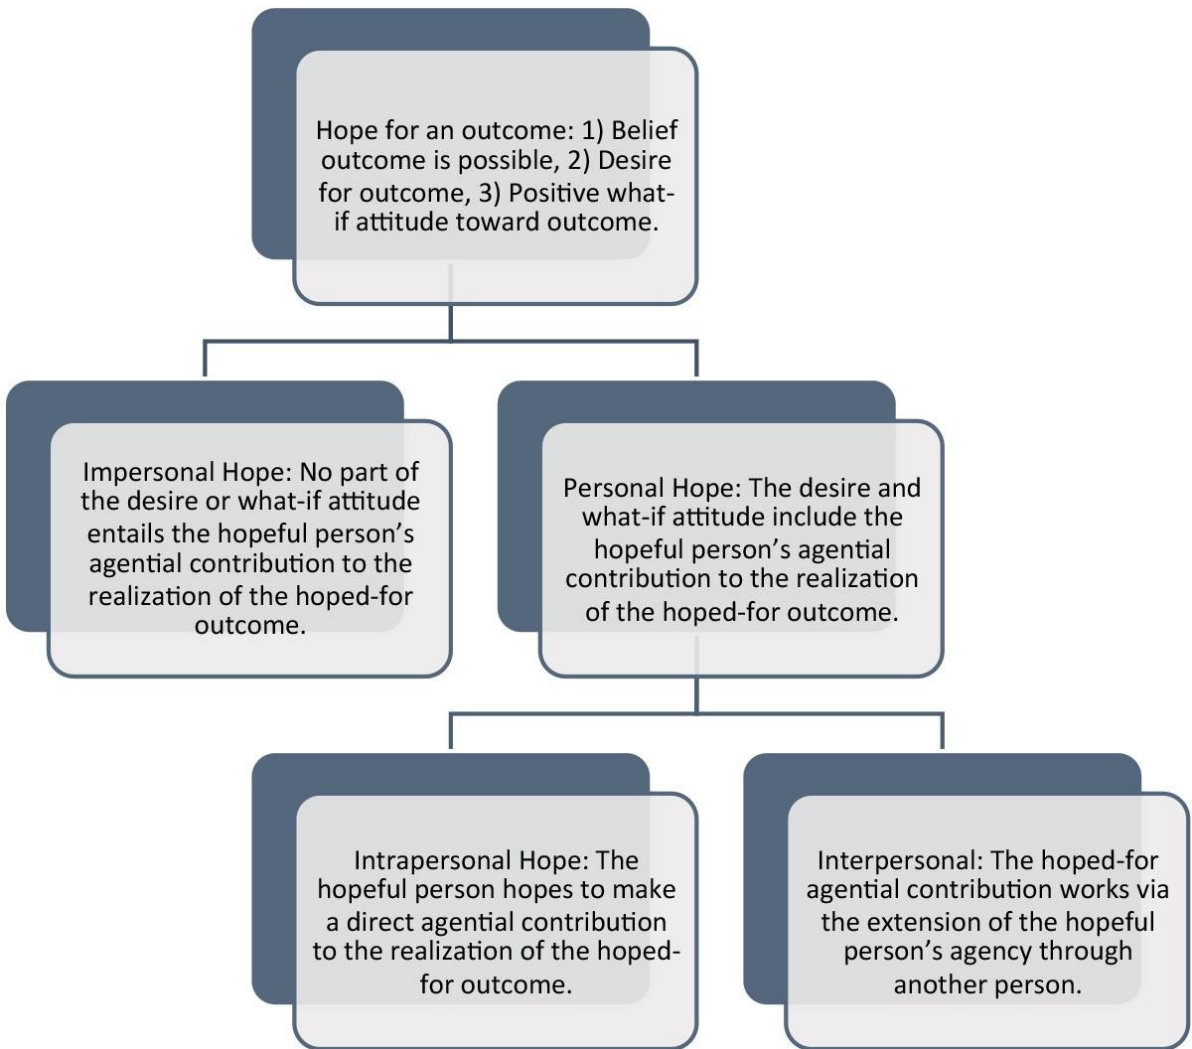 Hope for an outcome: 1) Belief
outcome is possible, 2) Desire
for outcome, 3) Positive what-
if attitude toward outcome.
Impersonal Hope: No part of
the desire or what-if attitude
entails the hopeful person’s
agential contribution to the
realization of the hoped-for
outcome.
Personal Hope: The desire and
what-if attitude include the
hopeful person’s agential
contribution to the realization
of the hoped-for outcome.
Intrapersonal Hope: The
hopeful person hopes to make
a direct agential contribution
to the realization of the hoped-
for outcome.
Interpersonal: The hoped-for
agential contribution works via
the extension of the hopeful
person’s agency through
another person.